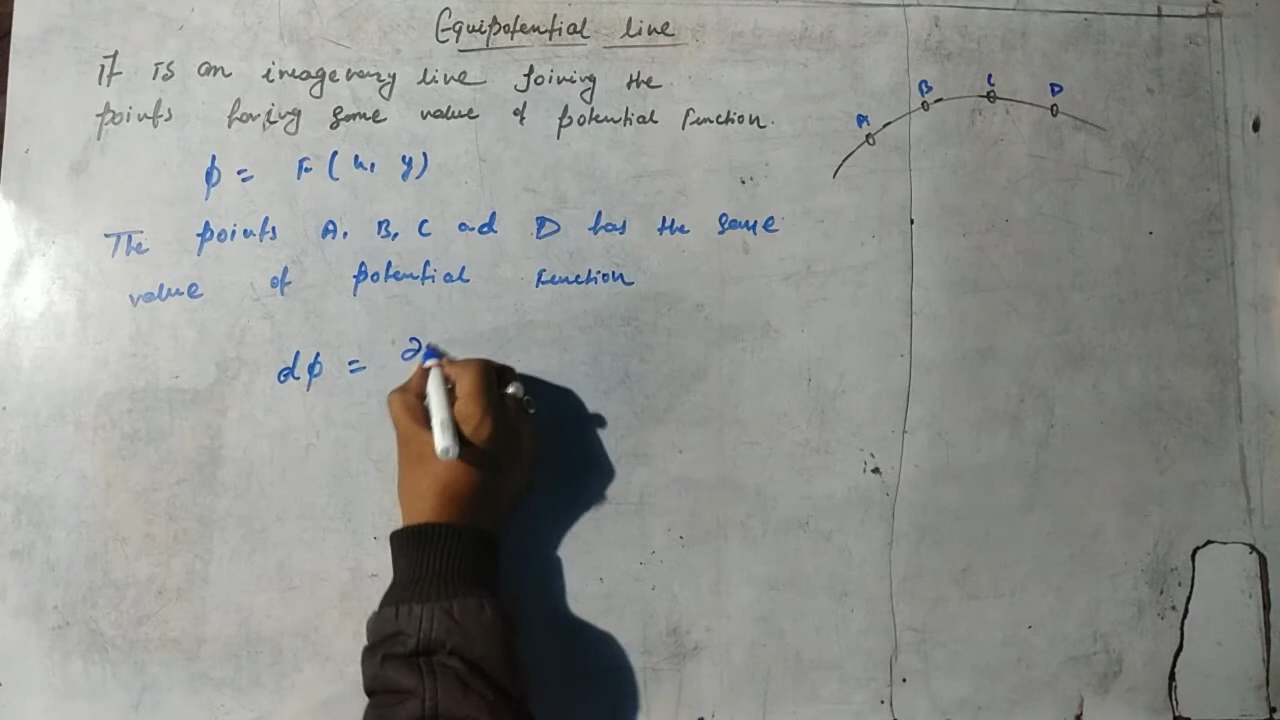 Equipotential line
it is an imagenary line Joining the
points having same value of potential Function.
A B C D
ϕ = F (x, y)
The points A, B, C ad D has the same
value of potential Function
dϕ = ∂